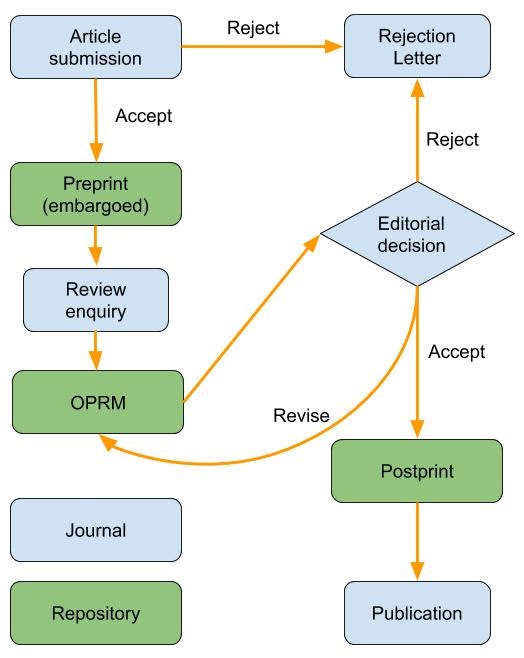 Article
submission
Reject
Rejection
Letter
Accept
Reject
Preprint
(embargoed)
Editorial
decision
Review
enquiry
Accept
OPRM
Revise
Postprint
Journal
Repository
Publication